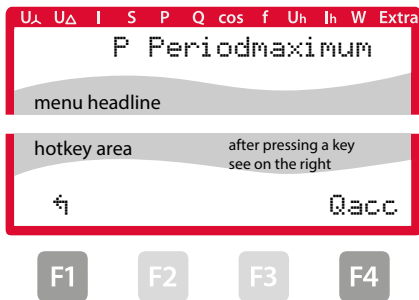 U⅄ U△ I S P Q cos f Uh Ih W Extra
P Periodmaximum
menu headline
hotkey area
after pressing a key
see on the right
Qacc
F1 F2 F3 F4